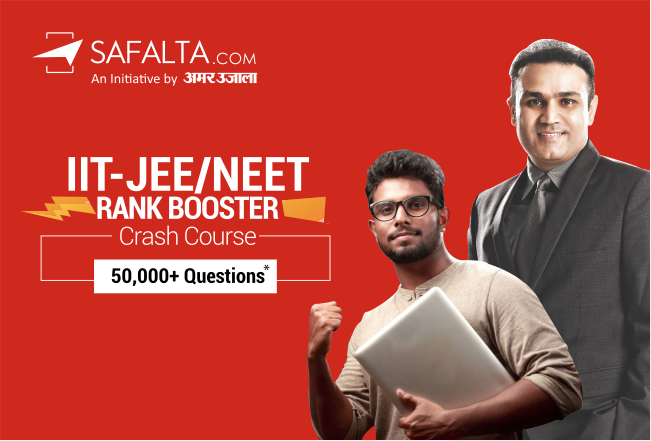 SAFALTA.COM
An Initiative by अमर उजाला
IIT-JEE/NEET
RANK BOOSTER
Crash Course
50,000+ Questions*